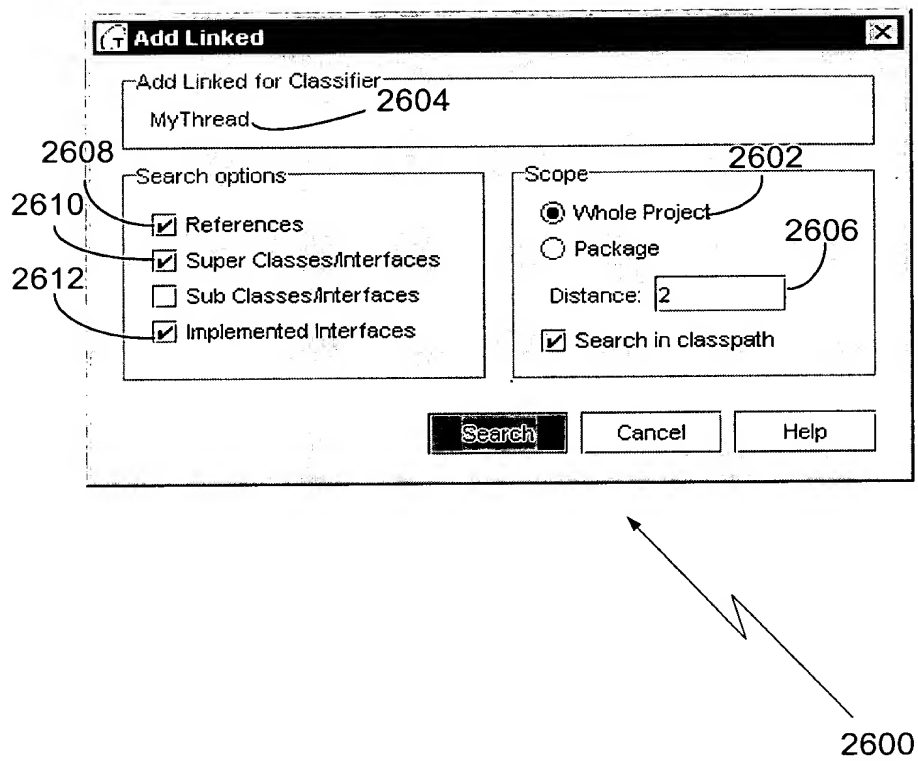 Add Linked
Add Linked for Classifier
2604
MyThread
2608
2602
Search options
Scope
2610
References
Whole Project
2606
Super Classes/Interfaces
Package
2612
Sub Classes/Interfaces
Distance: 2
Implemented Interfaces
Search in classpath
Search
Cancel
Help
2600